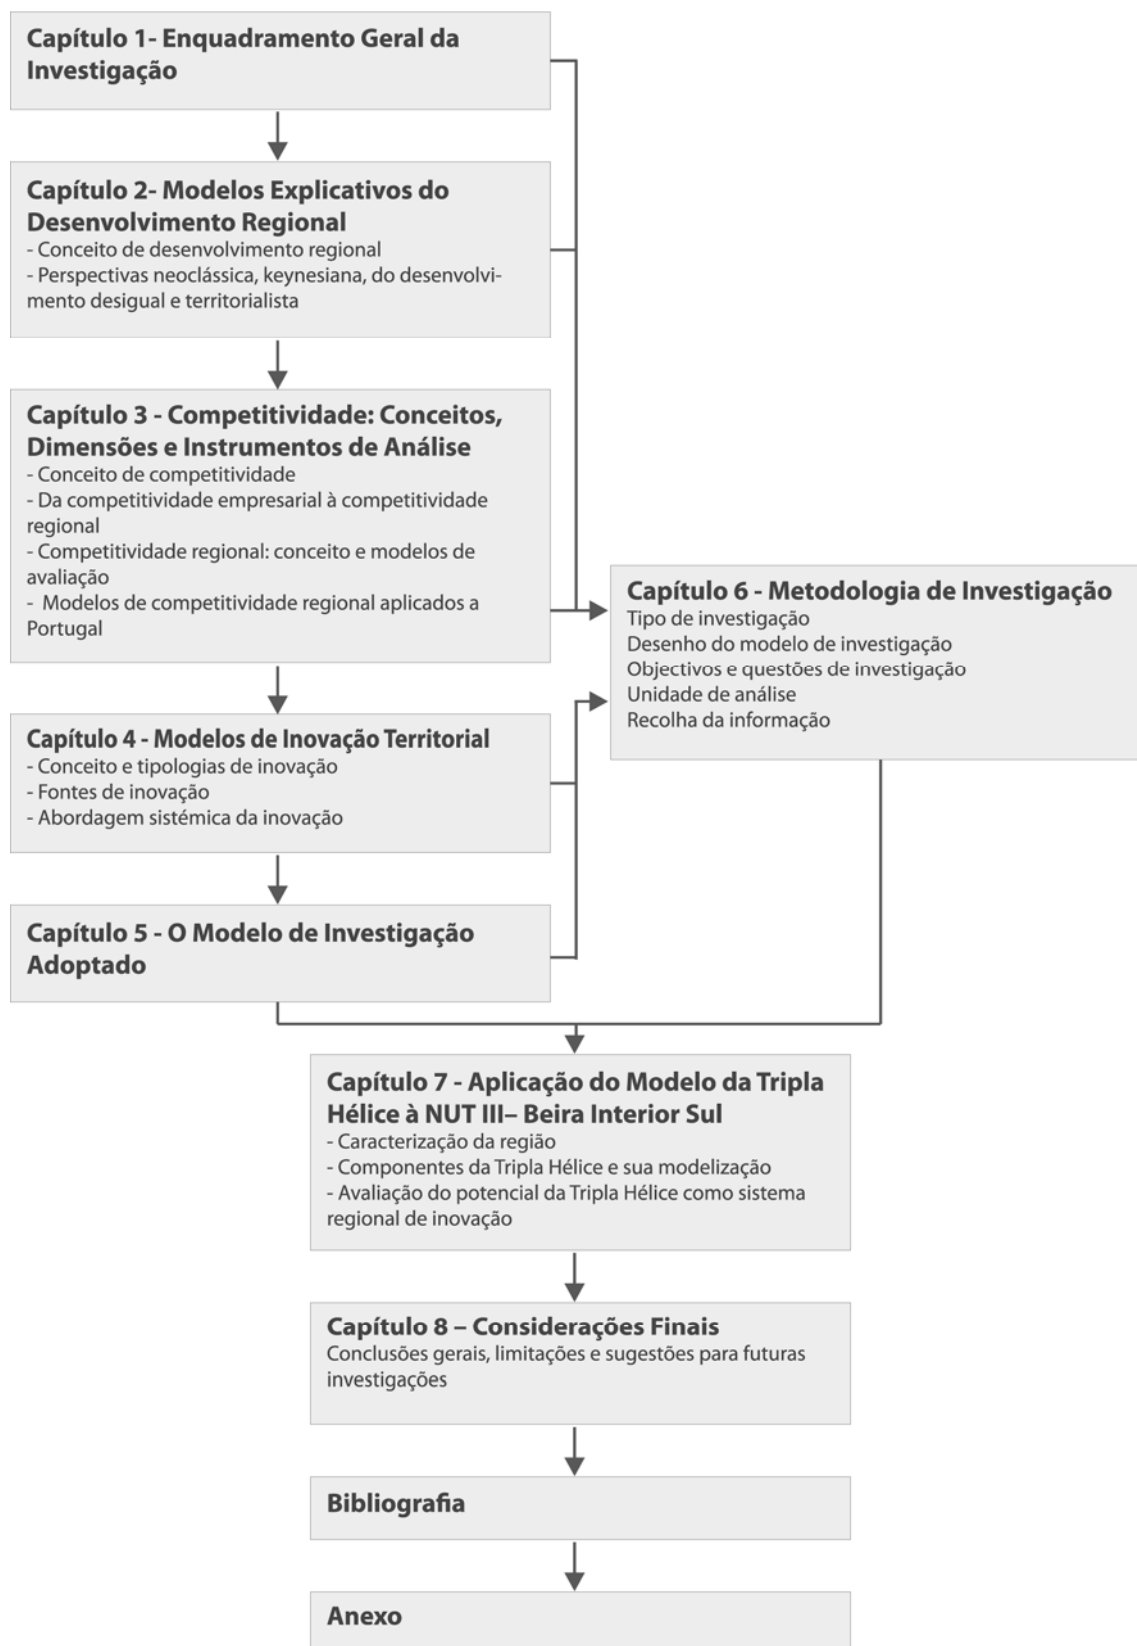 Capítulo 1- Enquadramento Geral da
Investigação
Capítulo 2- Modelos Explicativos do
Desenvolvimento Regional
- Conceito de desenvolvimento regional
- Perspectivas neoclássica, keynesiana, do desenvolvi-
mento desigual e territorialista
Capítulo 3 - Competitividade: Conceitos,
Dimensões e Instrumentos de Análise
- Conceito de competitividade
- Da competitividade empresarial à competitividade
regional
- Competitividade regional: conceito e modelos de
avaliação
- Modelos de competitividade regional aplicados a
Portugal
Capítulo 4 - Modelos de Inovação Territorial
- Conceito e tipologias de inovação
- Fontes de inovação
- Abordagem sistémica da inovação
Capítulo 5 - O Modelo de Investigação
Adoptado
Capítulo 6 - Metodologia de Investigação
Tipo de investigação
Desenho do modelo de investigação
Objectivos e questões de investigação
Unidade de análise
Recolha da informação
Capítulo 7 - Aplicação do Modelo da Tripla
Hélice à NUT III– Beira Interior Sul
- Caracterização da região
- Componentes da Tripla Hélice e sua modelização
- Avaliação do potencial da Tripla Hélice como sistema
regional de inovação
Capítulo 8 – Considerações Finais
Conclusões gerais, limitações e sugestões para futuras
investigações
Bibliografia
Anexo